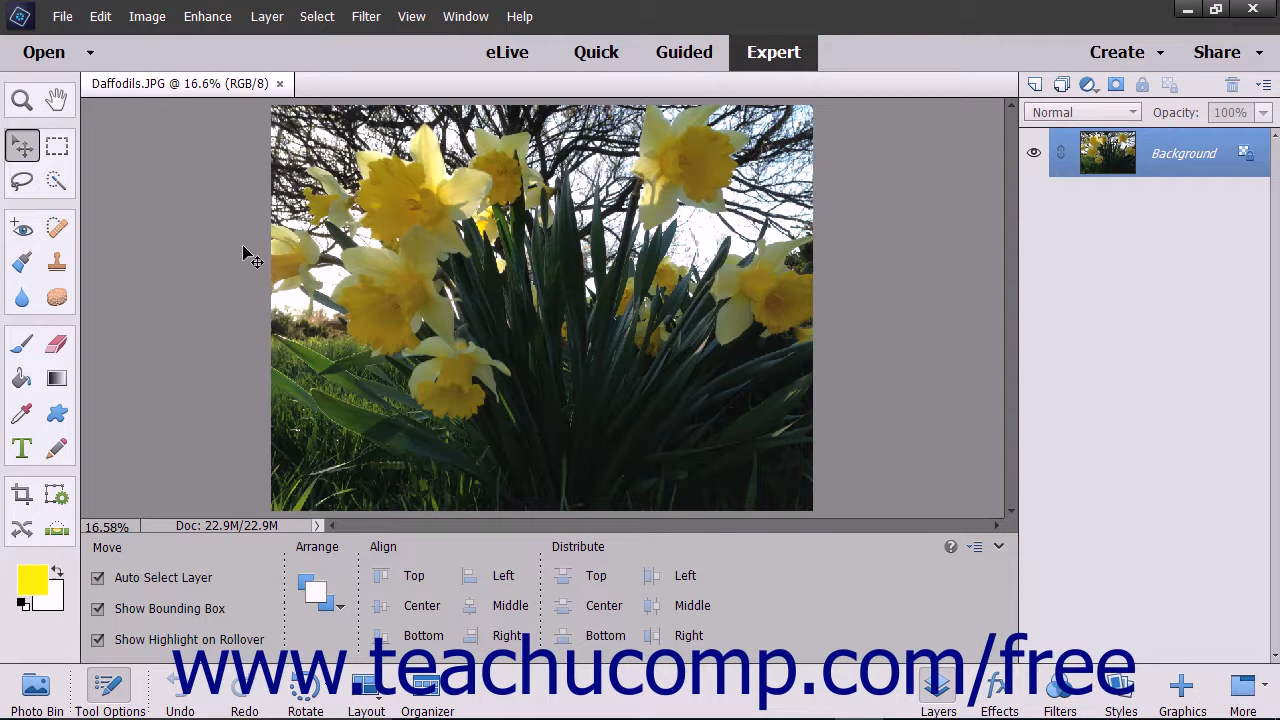 File Edit Image Enhance Layer Select Filter View Window Help
Open eLive Quick Guided Expert Create Share
Daffodils.JPG @ 16.6% (RGB/8) ×
Normal Opacity: 100%
Background
16.58% Doc: 22.9M/22.9M
Move Arrange Align Distribute
Auto Select Layer Top Left Top Left
Show Bounding Box Center Middle Center Middle
Show Highlight on Rollover Bottom Right Bottom Right
www.teachucomp.com/free
Photo Bin Tool Options Undo Redo Rotate Layout Organizer Layers Effects Filters Styles Graphics More